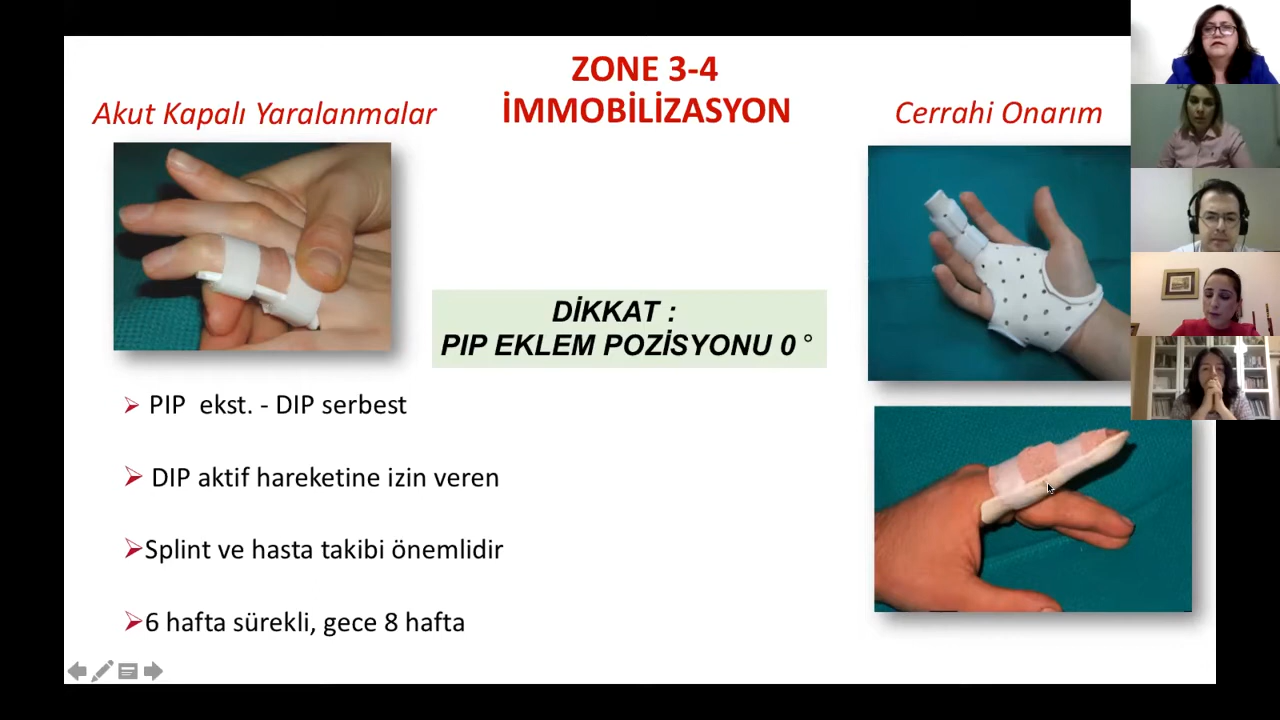 ZONE 3-4
İMMOBİLİZASYON
Akut Kapalı Yaralanmalar
Cerrahi Onarım
DİKKAT :
PIP EKLEM POZİSYONU 0 °
PIP ekst. - DIP serbest
DIP aktif hareketine izin veren
Splint ve hasta takibi önemlidir
6 hafta sürekli, gece 8 hafta